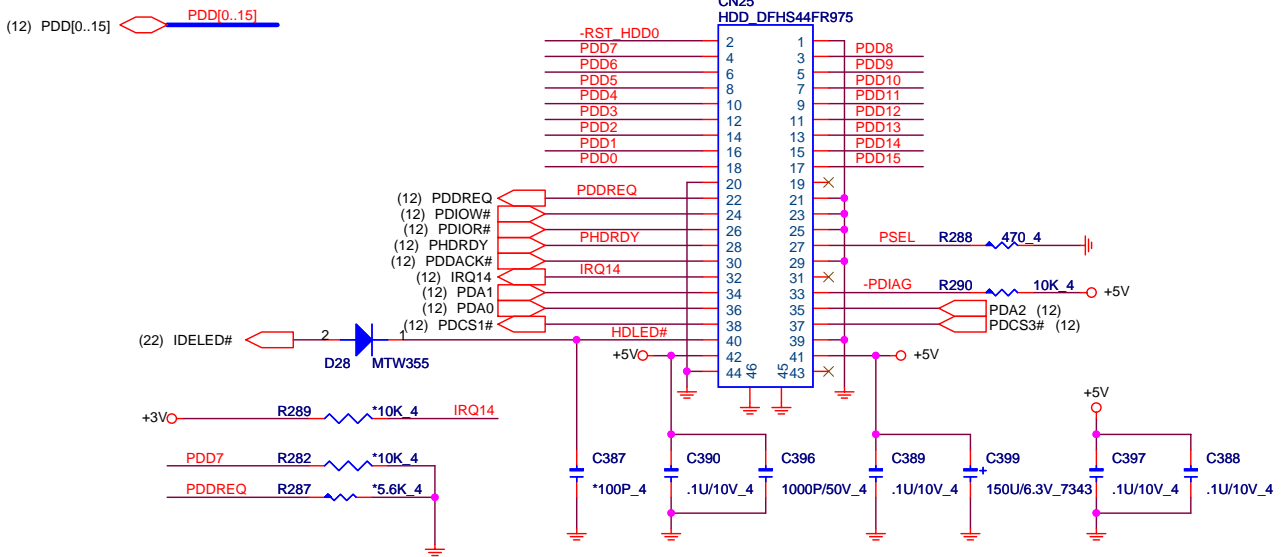 CN25
HDD_DFHS44FR975
(12) PDD[0..15] PDD[0..15]
-RST_HDD0 2 1
PDD7 4 3 PDD8
PDD6 6 5 PDD9
PDD5 8 7 PDD10
PDD4 10 9 PDD11
PDD3 12 11 PDD12
PDD2 14 13 PDD13
PDD1 16 15 PDD14
PDD0 18 17 PDD15
20 19
(12) PDDREQ PDDREQ 22 21
(12) PDIOW# 24 23
(12) PDIOR# 26 25
(12) PHDRDY PHDRDY 28 27 PSEL R288 470_4
(12) PDDACK# 30 29
(12) IRQ14 IRQ14 32 31
(12) PDA1 34 33 -PDIAG R290 10K_4 +5V
(12) PDA0 36 35 PDA2 (12)
(12) PDCS1# 38 37 PDCS3# (12)
(22) IDELED# 2 1 HDLED# 40 39
D28 MTW355
+5V 42 41 +5V
44 46 45 43
+3V R289 *10K_4 IRQ14
PDD7 R282 *10K_4
PDDREQ R287 *5.6K_4
+5V
C387 C390 C396 C389 C399 + C397 C388
*100P_4 .1U/10V_4 1000P/50V_4 .1U/10V_4 150U/6.3V_7343 .1U/10V_4 .1U/10V_4